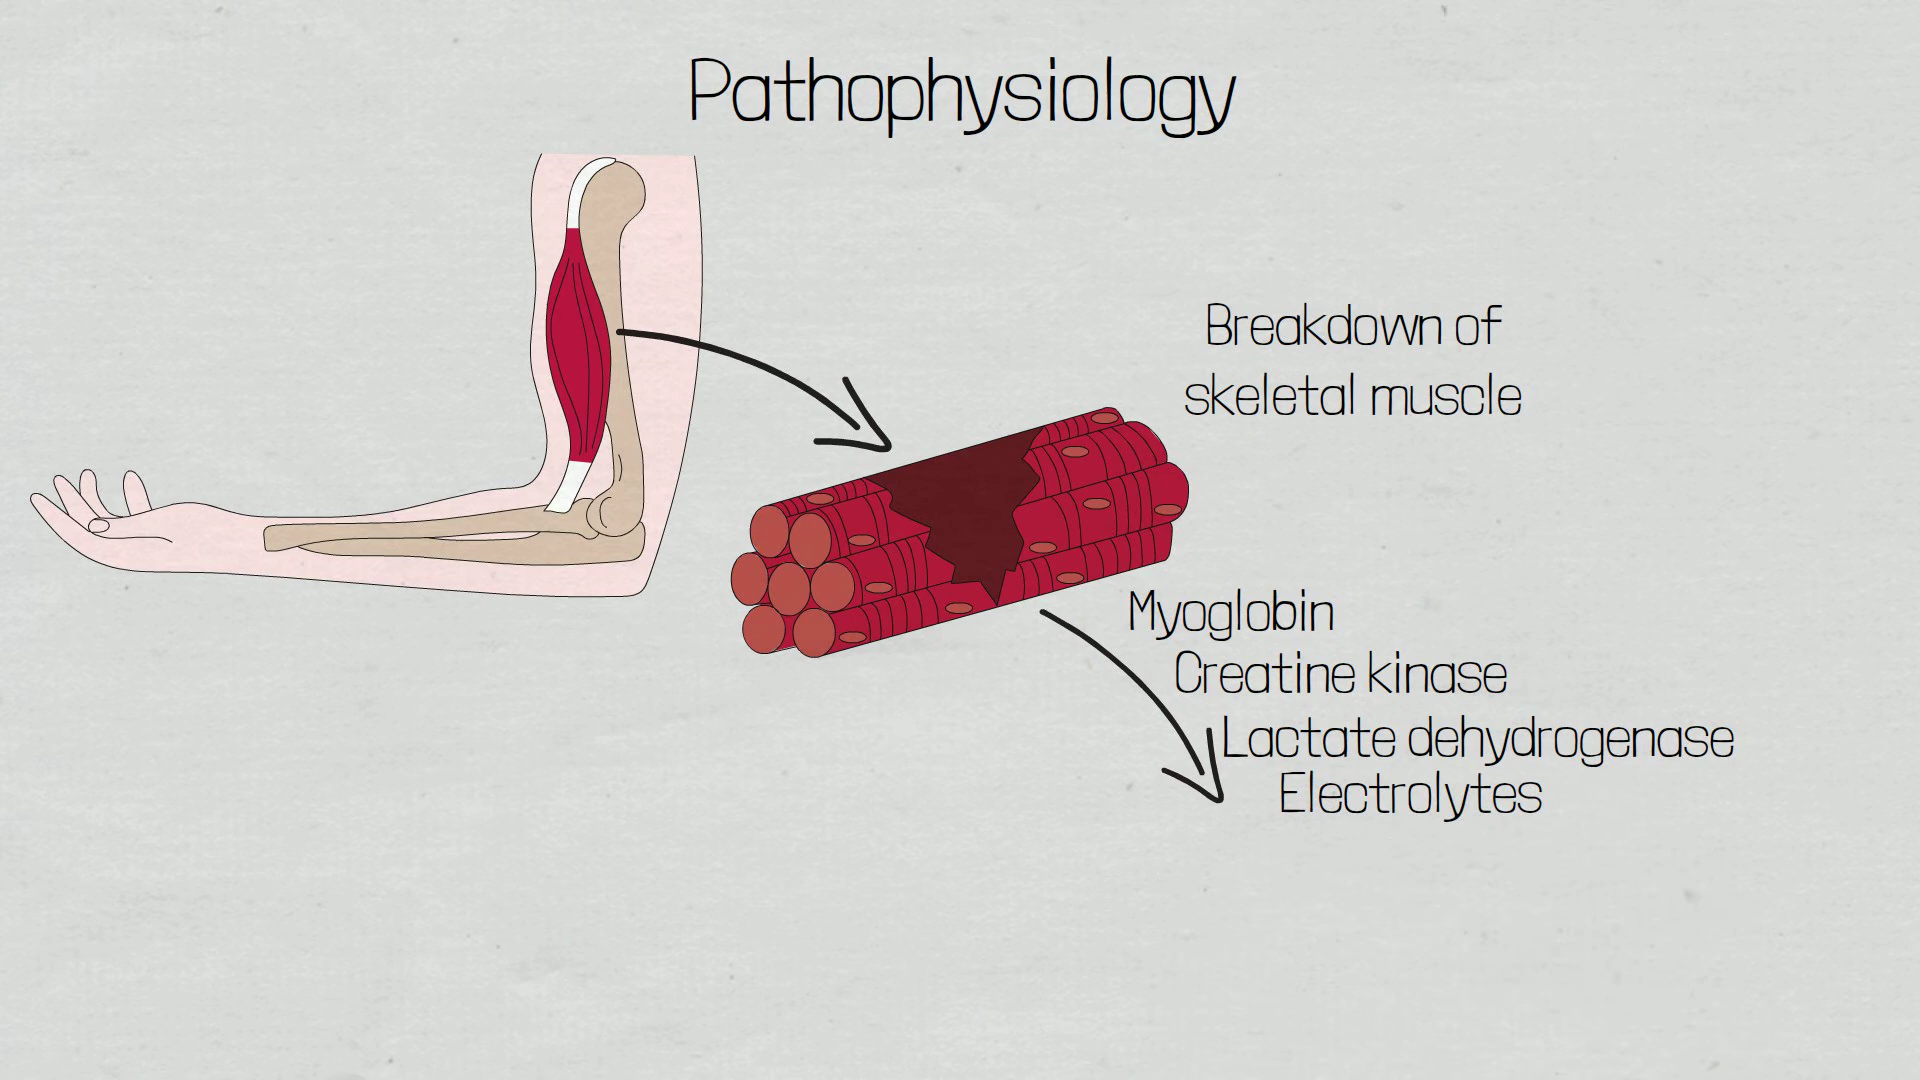 Pathophysiology
Breakdown of
skeletal muscle
Myoglobin
Creatine kinase
Lactate dehydrogenase
Electrolytes